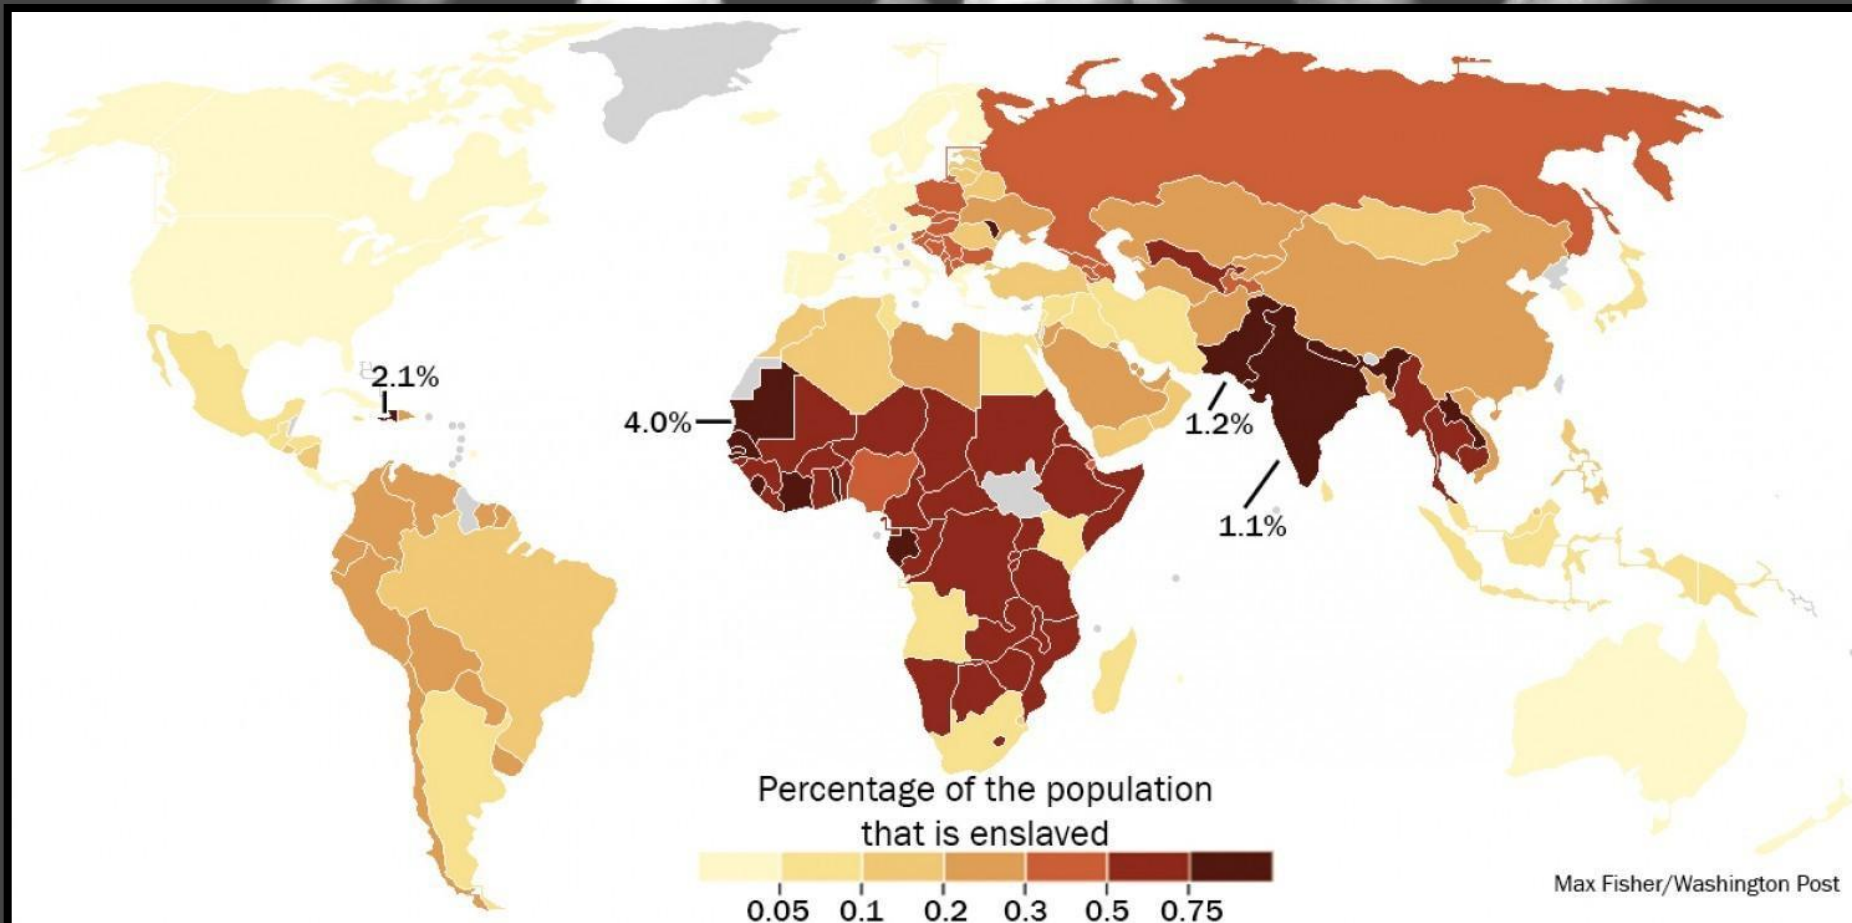 2.1%
4.0%
1.2%
1.1%
Percentage of the population
that is enslaved
0.05 0.1 0.2 0.3 0.5 0.75
Max Fisher/Washington Post